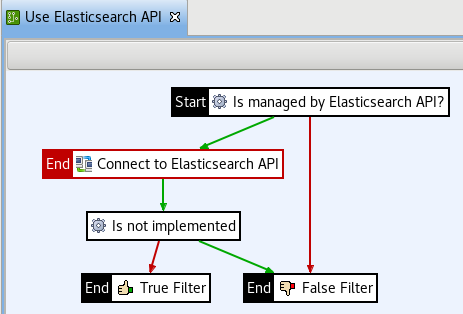 Use Elasticsearch API
Start Is managed by Elasticsearch API?
End Connect to Elasticsearch API
Is not implemented
End True Filter
End False Filter